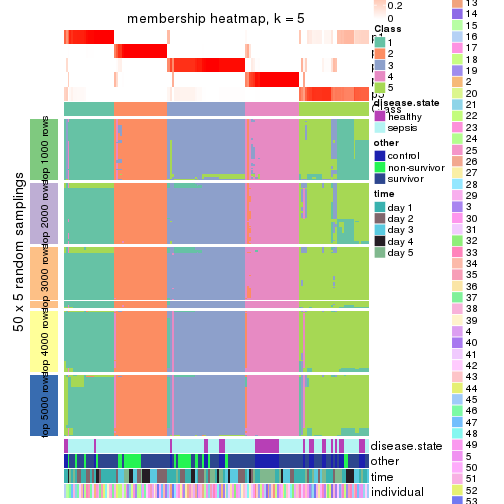 membership heatmap, k = 5
50 x 5 random samplings
top 1000 rows
top 2000 rows
top 3000 rows
top 4000 rows
top 5000 rows
p1
Class
disease.state
other
time
individual
0.2
0
Class
1
2
3
4
5
disease.state
healthy
sepsis
other
control
non-survivor
survivor
time
day 1
day 2
day 3
day 4
day 5
13
14
15
16
17
18
19
2
20
21
22
23
24
25
26
27
28
29
3
30
31
32
33
34
35
36
37
38
39
4
40
41
42
43
44
45
46
47
48
49
5
50
51
52
53